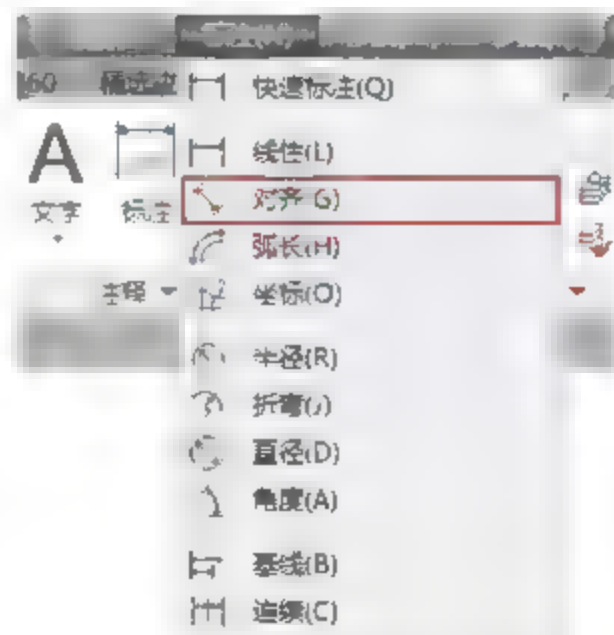 快速标注(Q)
A
线性(L)
文字 标注
对齐(G)
弧长(H)
注释
坐标(O)
半径(R)
折弯(J)
直径(D)
角度(A)
基线(B)
连续(C)